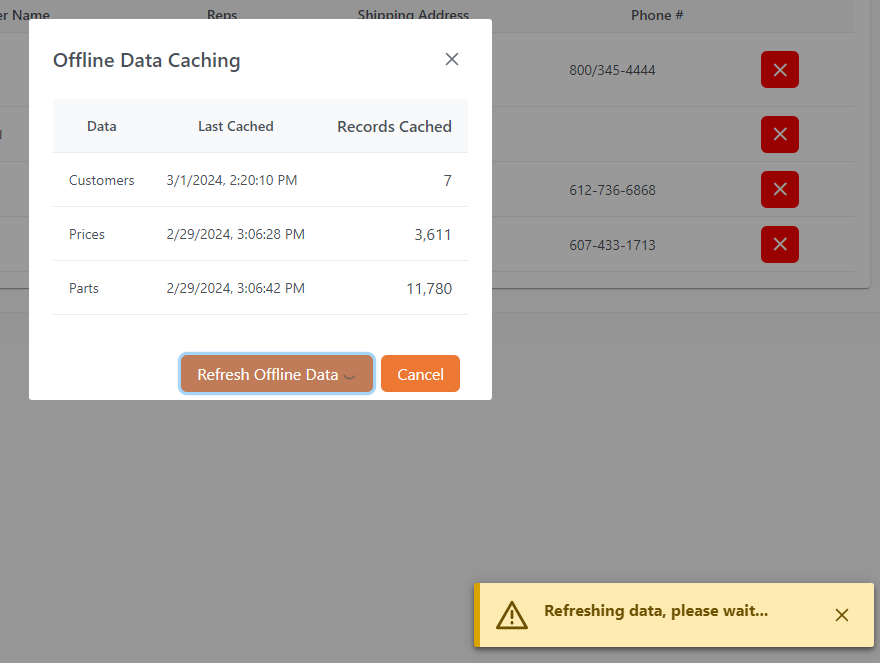 er Name Reps Shipping Address Phone #
Offline Data Caching
800/345-4444
Data Last Cached Records Cached
Customers 3/1/2024, 2:20:10 PM 7
612-736-6868
Prices 2/29/2024, 3:06:28 PM 3,611
607-433-1713
Parts 2/29/2024, 3:06:42 PM 11,780
Refresh Offline Data Cancel
Refreshing data, please wait...